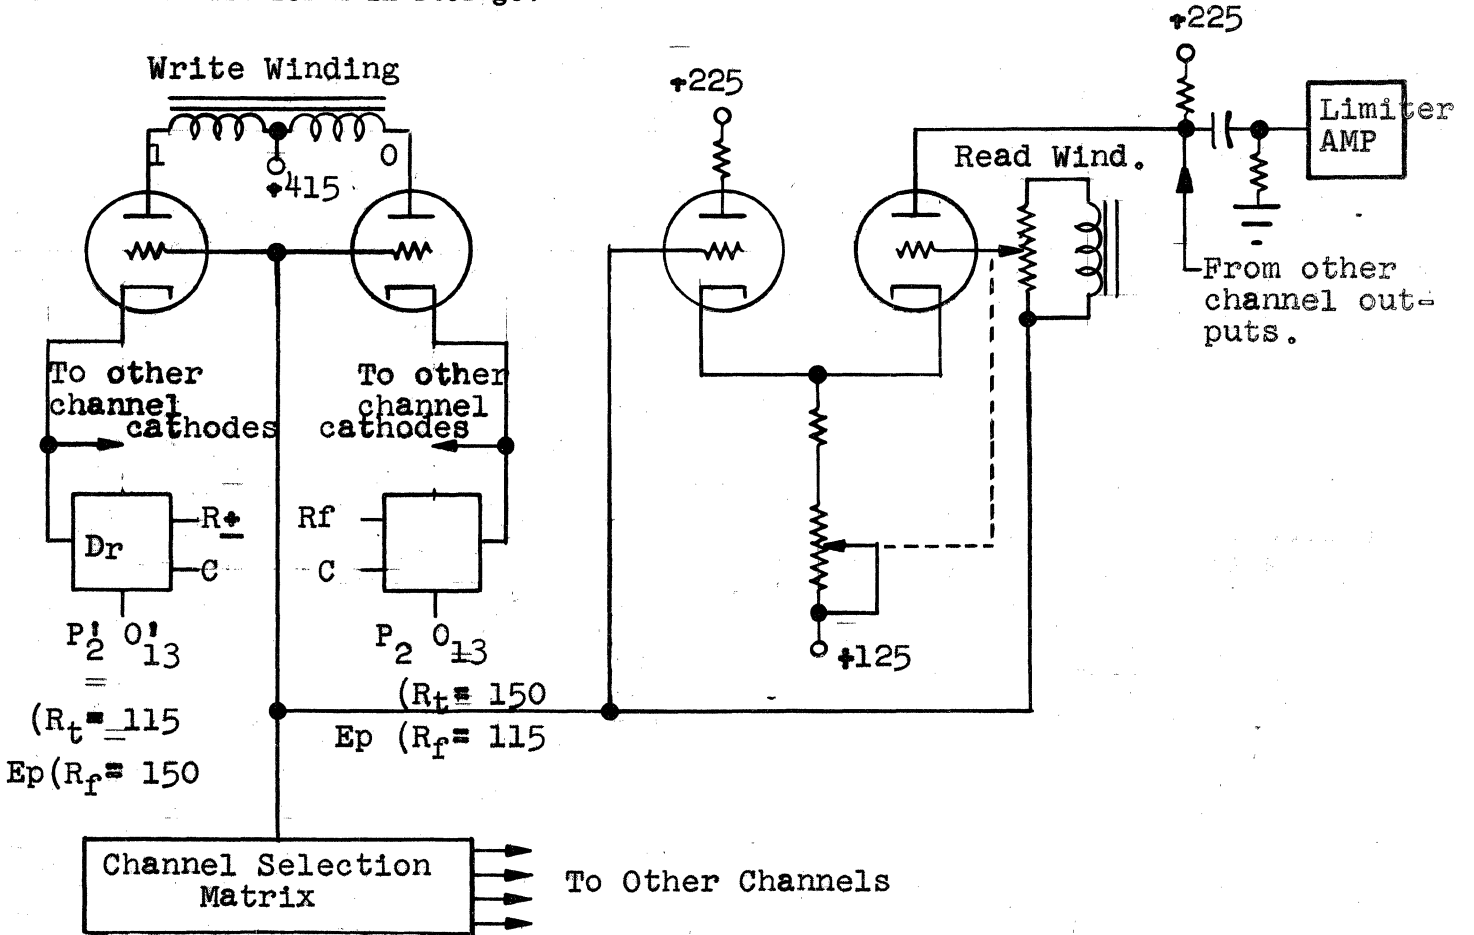 +225
Write Winding
+225
Limiter
AMP
1
0
+415
Read Wind.
From other
channel out-
puts.
To other
channel
cathodes
To other
channel
cathodes
Dr
R±
C
Rf
C
P'2 O'13
P2 O13
+125
(Rt= 150
Ep (Rf= 115
(Rt= 115
Ep(Rf= 150
Channel Selection
Matrix
To Other Channels